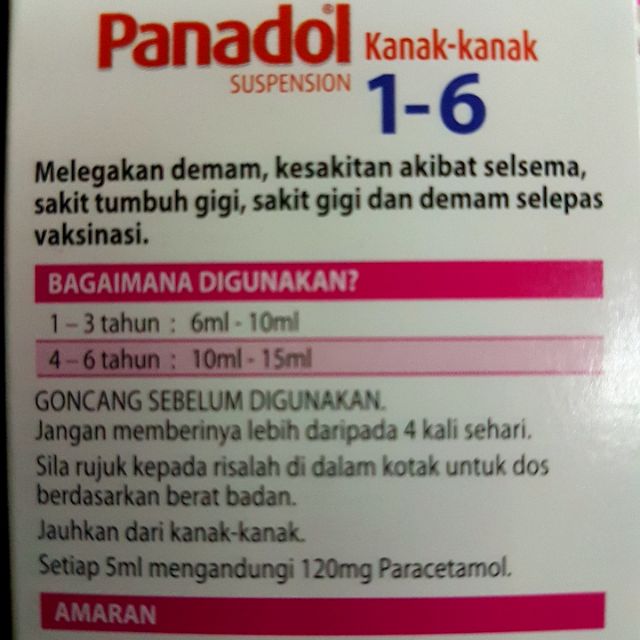 Panadol® Kanak-kanak
SUSPENSION 1-6
Melegakan demam, kesakitan akibat selsema,
sakit tumbuh gigi, sakit gigi dan demam selepas
vaksinasi.
BAGAIMANA DIGUNAKAN?
1 – 3 tahun : 6ml - 10ml
4 – 6 tahun : 10ml - 15ml
GONCANG SEBELUM DIGUNAKAN.
Jangan memberinya lebih daripada 4 kali sehari.
Sila rujuk kepada risalah di dalam kotak untuk dos
berdasarkan berat badan.
Jauhkan dari kanak-kanak.
Setiap 5ml mengandungi 120mg Paracetamol.
AMARAN